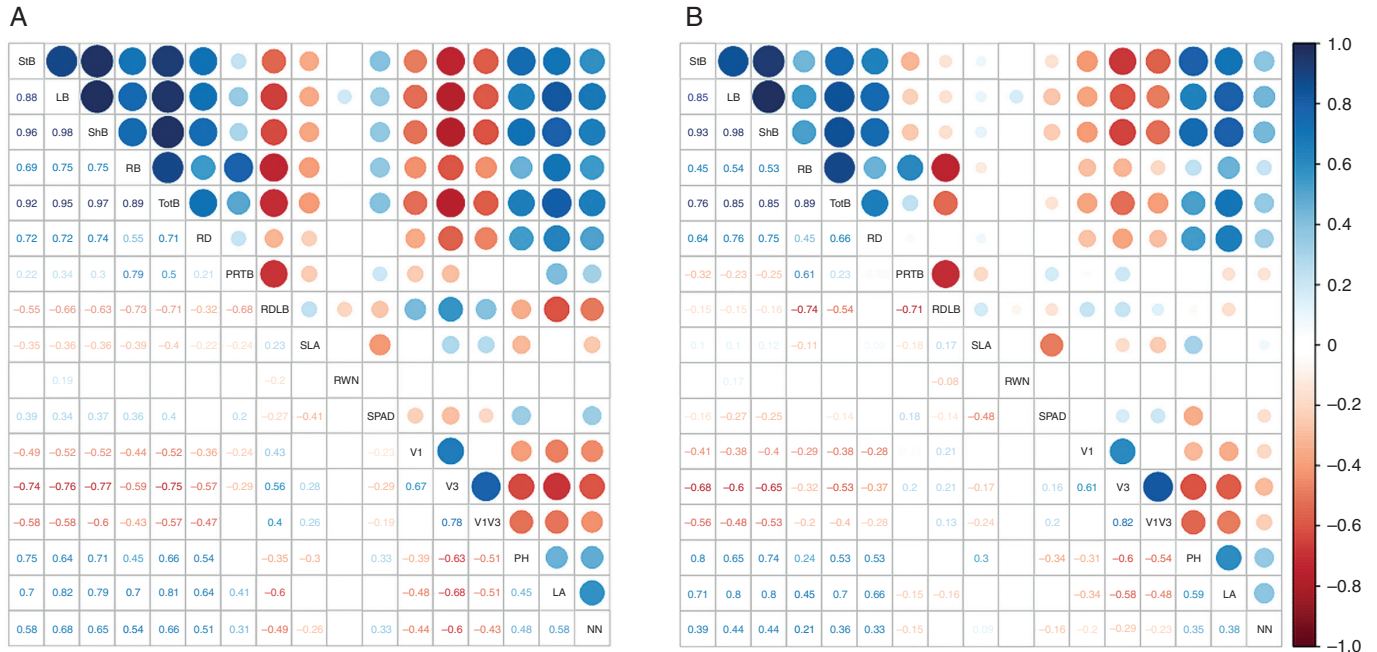 A
StB
0.88 LB
0.96 0.98 ShB
0.69 0.75 0.75 RB
0.92 0.95 0.97 0.89 TotB
0.72 0.72 0.74 0.55 0.71 RD
0.22 0.34 0.3 0.79 0.5 0.21 PRTB
−0.55 −0.66 −0.63 −0.73 −0.71 −0.32 −0.68 RDLB
−0.35 −0.36 −0.36 −0.39 −0.4 −0.22 −0.24 0.23 SLA
0.19 −0.2 RWN
0.39 0.34 0.37 0.36 0.4 0.2 −0.27 −0.41 SPAD
−0.49 −0.52 −0.52 −0.44 −0.52 −0.36 −0.24 0.43 −0.23 V1
−0.74 −0.76 −0.77 −0.59 −0.75 −0.57 −0.29 0.56 0.28 −0.29 0.67 V3
−0.58 −0.58 −0.6 −0.43 −0.57 −0.47 0.4 0.26 −0.19 0.78 V1V3
0.75 0.64 0.71 0.45 0.66 0.54 −0.35 −0.3 0.33 −0.39 −0.63 −0.51 PH
0.7 0.82 0.79 0.7 0.81 0.64 0.41 −0.6 −0.48 −0.68 −0.51 0.45 LA
0.58 0.68 0.65 0.54 0.66 0.51 0.31 −0.49 −0.26 0.33 −0.44 −0.6 −0.43 0.48 0.58 NN
B
StB
0.85 LB
0.93 0.98 ShB
0.45 0.54 0.53 RB
0.76 0.85 0.85 0.89 TotB
0.64 0.76 0.75 0.45 0.66 RD
−0.32 −0.23 −0.25 0.61 0.23 PRTB
−0.15 −0.15 −0.16 −0.74 −0.54 −0.71 RDLB
0.1 0.1 0.12 −0.11 −0.18 0.17 SLA
0.17 −0.08 RWN
−0.16 −0.27 −0.25 −0.14 0.18 −0.14 −0.48 SPAD
−0.41 −0.38 −0.4 −0.29 −0.38 −0.28 0.21 V1
−0.68 −0.6 −0.65 −0.32 −0.53 −0.37 0.2 0.21 −0.17 0.16 0.61 V3
−0.56 −0.48 −0.53 −0.2 −0.4 −0.28 0.13 −0.24 0.2 0.82 V1V3
0.8 0.65 0.74 0.24 0.53 0.53 0.3 −0.34 −0.31 −0.6 −0.54 PH
0.71 0.8 0.8 0.45 0.7 0.66 −0.15 −0.16 −0.34 −0.58 −0.48 0.59 LA
0.39 0.44 0.44 0.21 0.36 0.33 −0.15 0.09 −0.16 −0.2 −0.29 −0.23 0.35 0.38 NN
1.0
0.8
0.6
0.4
0.2
0
−0.2
−0.4
−0.6
−0.8
−1.0